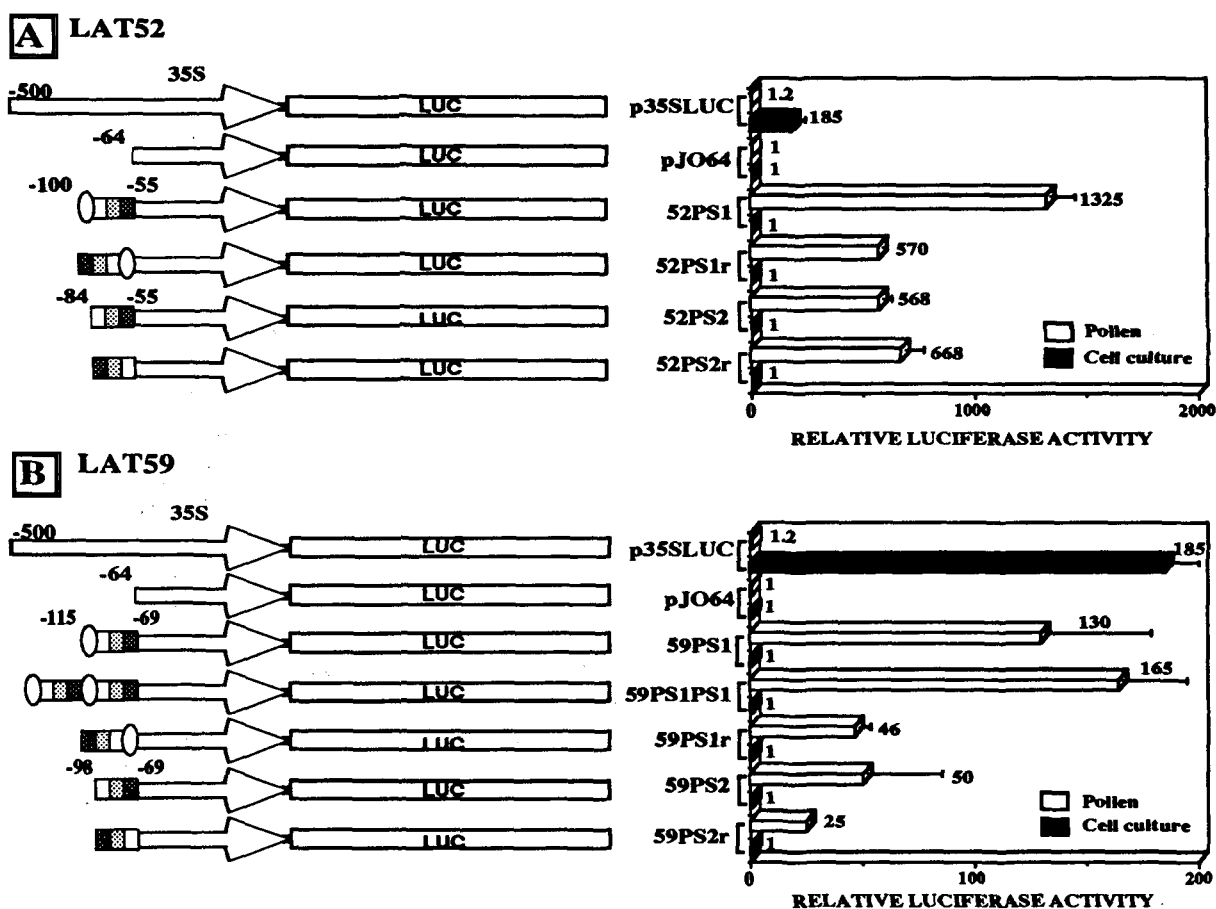 A LAT52
35S
-500
LUC
p35SLUC
1.2
185
-64
LUC
pJO64
1
1
-100
-55
LUC
52PS1
1325
1
LUC
52PS1r
570
1
-84
-55
LUC
52PS2
568
1
LUC
52PS2r
668
1
Pollen
Cell culture
0 1000 2000
RELATIVE LUCIFERASE ACTIVITY
B LAT59
35S
-500
LUC
p35SLUC
1.2
185
-64
LUC
pJO64
1
1
-115
-69
LUC
59PS1
130
1
LUC
59PS1PS1
165
1
LUC
59PS1r
46
1
-98
-69
LUC
59PS2
50
1
LUC
59PS2r
25
1
Pollen
Cell culture
0 100 200
RELATIVE LUCIFERASE ACTIVITY